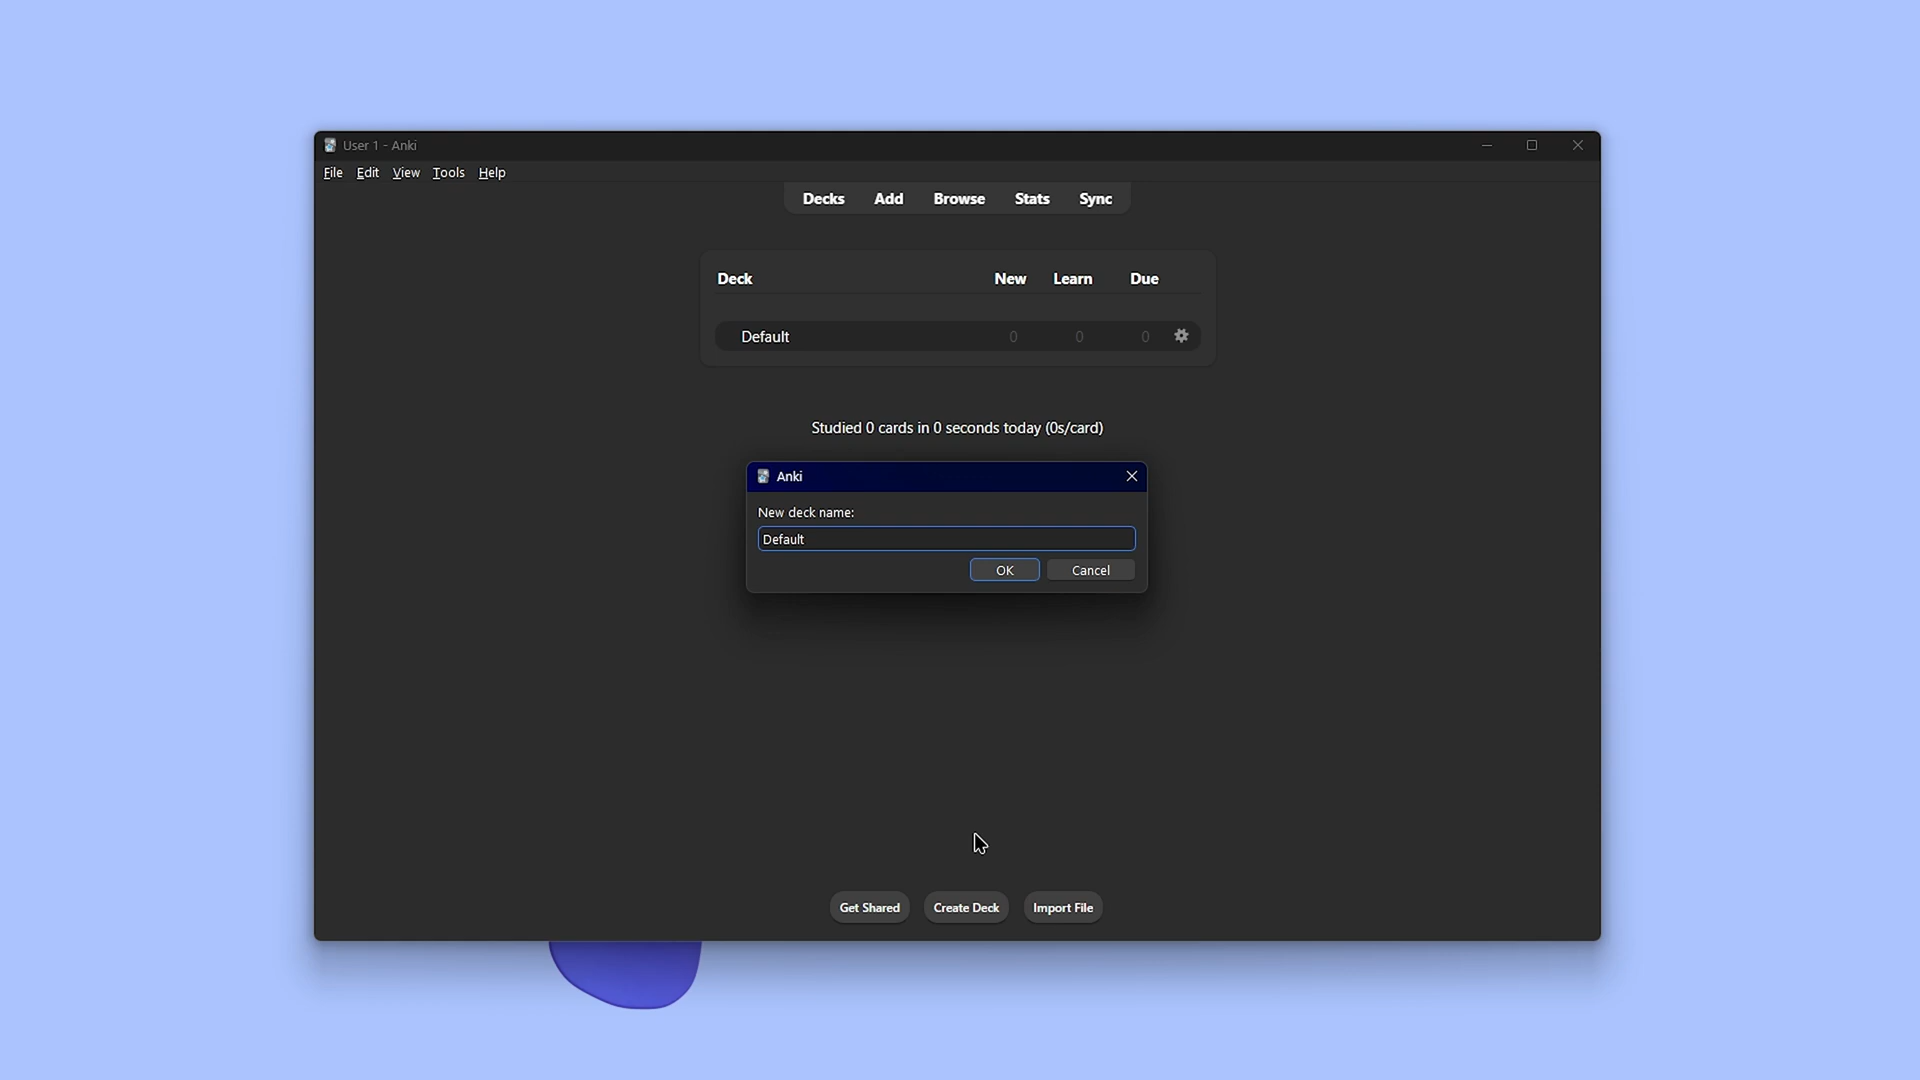 User 1 - Anki
File Edit View Tools Help
Decks Add Browse Stats Sync
Deck New Learn Due
Default 0 0 0
Studied 0 cards in 0 seconds today (0s/card)
Anki
New deck name:
Default
OK Cancel
Get Shared Create Deck Import File